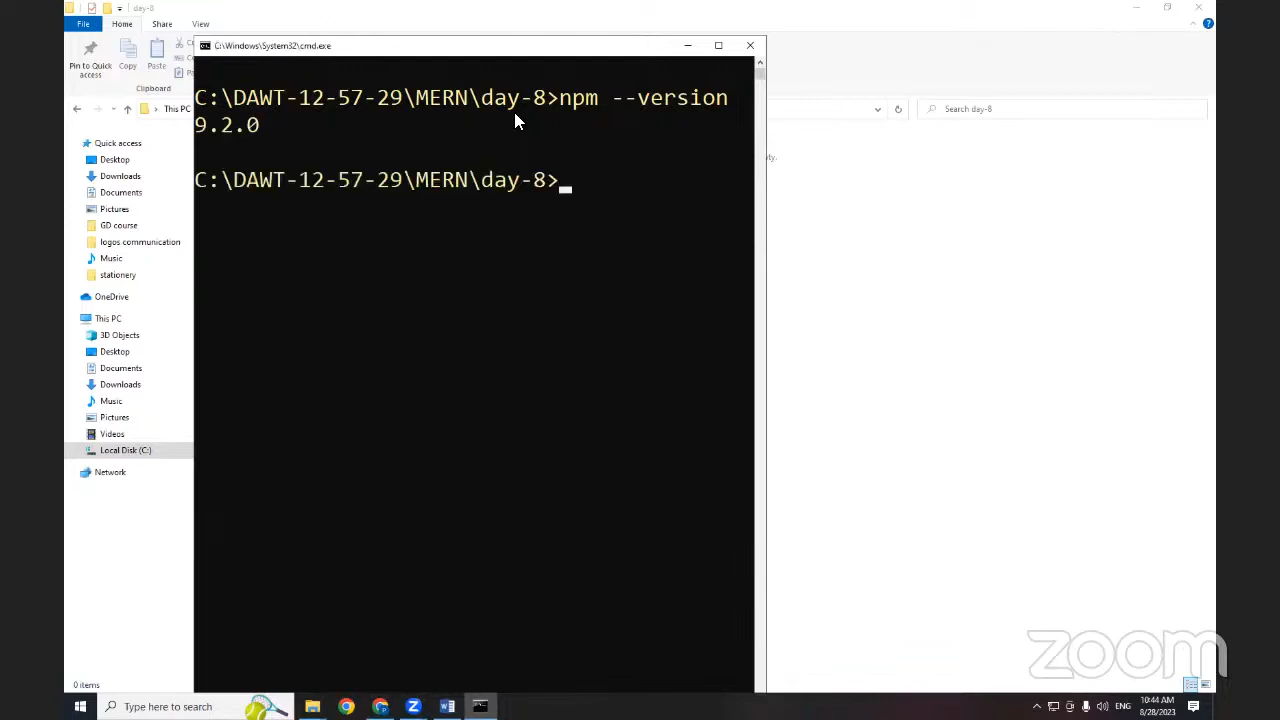 day-8
File
Home
Share
View
Pin to Quick
access
Copy
Paste
Clipboard
C:\Windows\System32\cmd.exe
C:\DAWT-12-57-29\MERN\day-8>npm --version
9.2.0
C:\DAWT-12-57-29\MERN\day-8>
This PC
Search day-8
Quick access
Desktop
Downloads
Documents
Pictures
GD course
logos communication
Music
stationery
OneDrive
This PC
3D Objects
Desktop
Documents
Downloads
Music
Pictures
Videos
Local Disk (C:)
Network
0 items
zoom
Type here to search
ENG
10:44 AM
8/28/2023